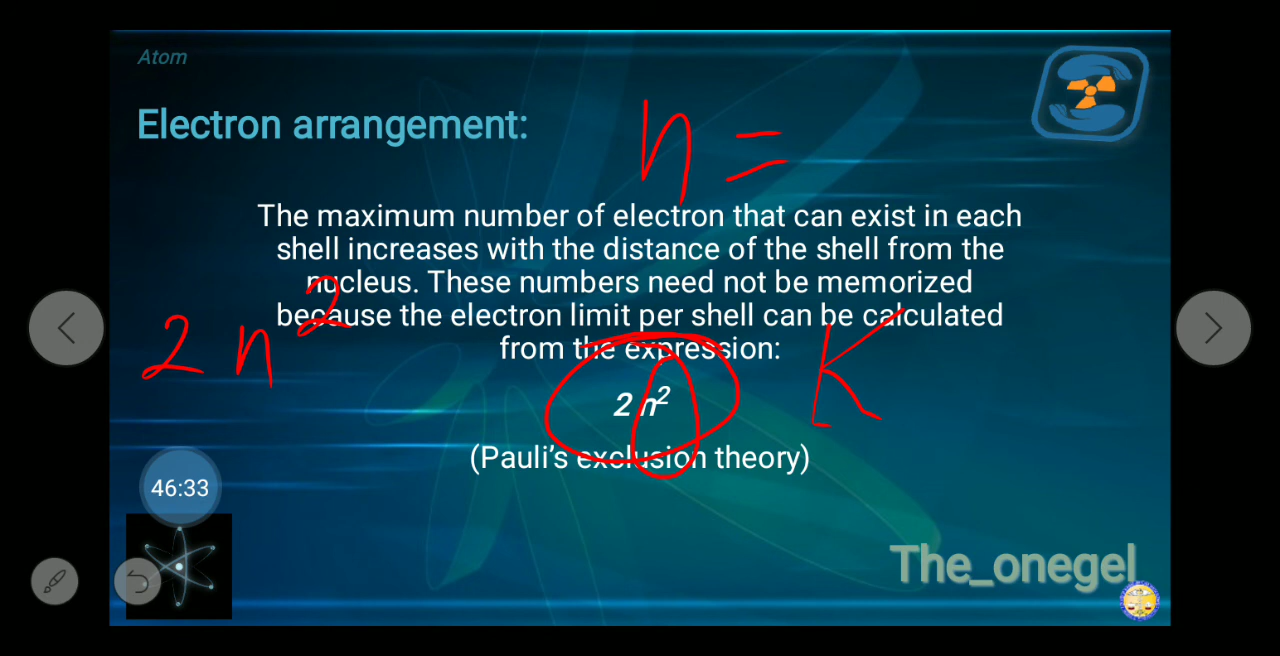 Atom
Electron arrangement:
n =
The maximum number of electron that can exist in each
shell increases with the distance of the shell from the
nucleus. These numbers need not be memorized
because the electron limit per shell can be calculated
from the expression:
2n²
K
2n²
(Pauli’s exclusion theory)
46:33
The_onegel